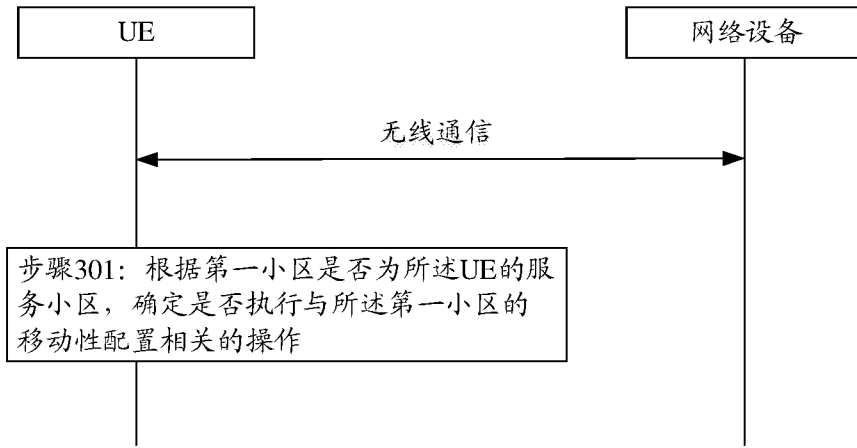 UE
网络设备
无线通信
步骤301：根据第一小区是否为所述UE的服
务小区，确定是否执行与所述第一小区的
移动性配置相关的操作